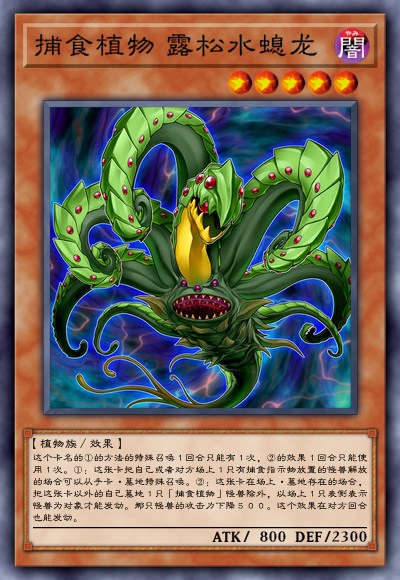 捕食植物 露松水螅龙
やみ
闇
【植物族／效果】
这个卡名的①的方法的特殊召唤1回合只能有1次，②的效果1回合只能使
用1次。①：这张卡把自己或者对方场上1只有捕食指示物放置的怪兽解放
的场合可以从手卡·墓地特殊召唤。②：这张卡在场上·墓地存在的场合，
把这张卡以外的自己墓地1只「捕食植物」怪兽除外，以场上1只表侧表示
怪兽为对象才能发动。那只怪兽的攻击力下降５００。这个效果在对方回合
也能发动。
ATK/ 800 DEF/2300